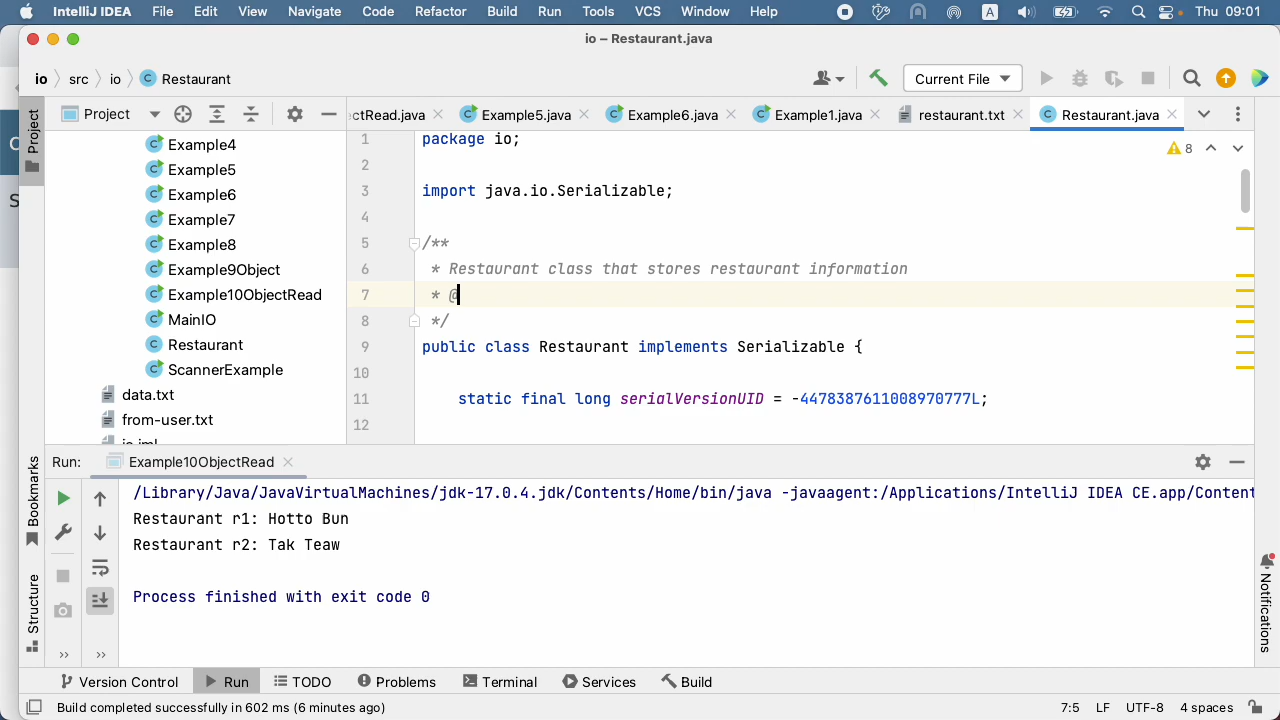 IntelliJ IDEA File Edit View Navigate Code Refactor Build Run Tools VCS Window Help A Thu 09:01
io – Restaurant.java
io src io C Restaurant
Current File
Project
Project
ctRead.java
Example5.java
Example6.java
Example1.java
restaurant.txt
Restaurant.java
Example4
Example5
Example6
Example7
Example8
Example9Object
Example10ObjectRead
MainIO
Restaurant
ScannerExample
data.txt
from-user.txt
io.iml
8
1 package io;
2
3 import java.io.Serializable;
4
5 /**
6 * Restaurant class that stores restaurant information
7 * @
8 */
9 public class Restaurant implements Serializable {
10
11 static final long serialVersionUID = -4478387611008970777L;
12
Run: Example10ObjectRead
/Library/Java/JavaVirtualMachines/jdk-17.0.4.jdk/Contents/Home/bin/java -javaagent:/Applications/IntelliJ IDEA CE.app/Content
Restaurant r1: Hotto Bun
Restaurant r2: Tak Teaw
Process finished with exit code 0
Bookmarks
Structure
Notifications
Version Control Run TODO Problems Terminal Services Build
Build completed successfully in 602 ms (6 minutes ago) 7:5 LF UTF-8 4 spaces